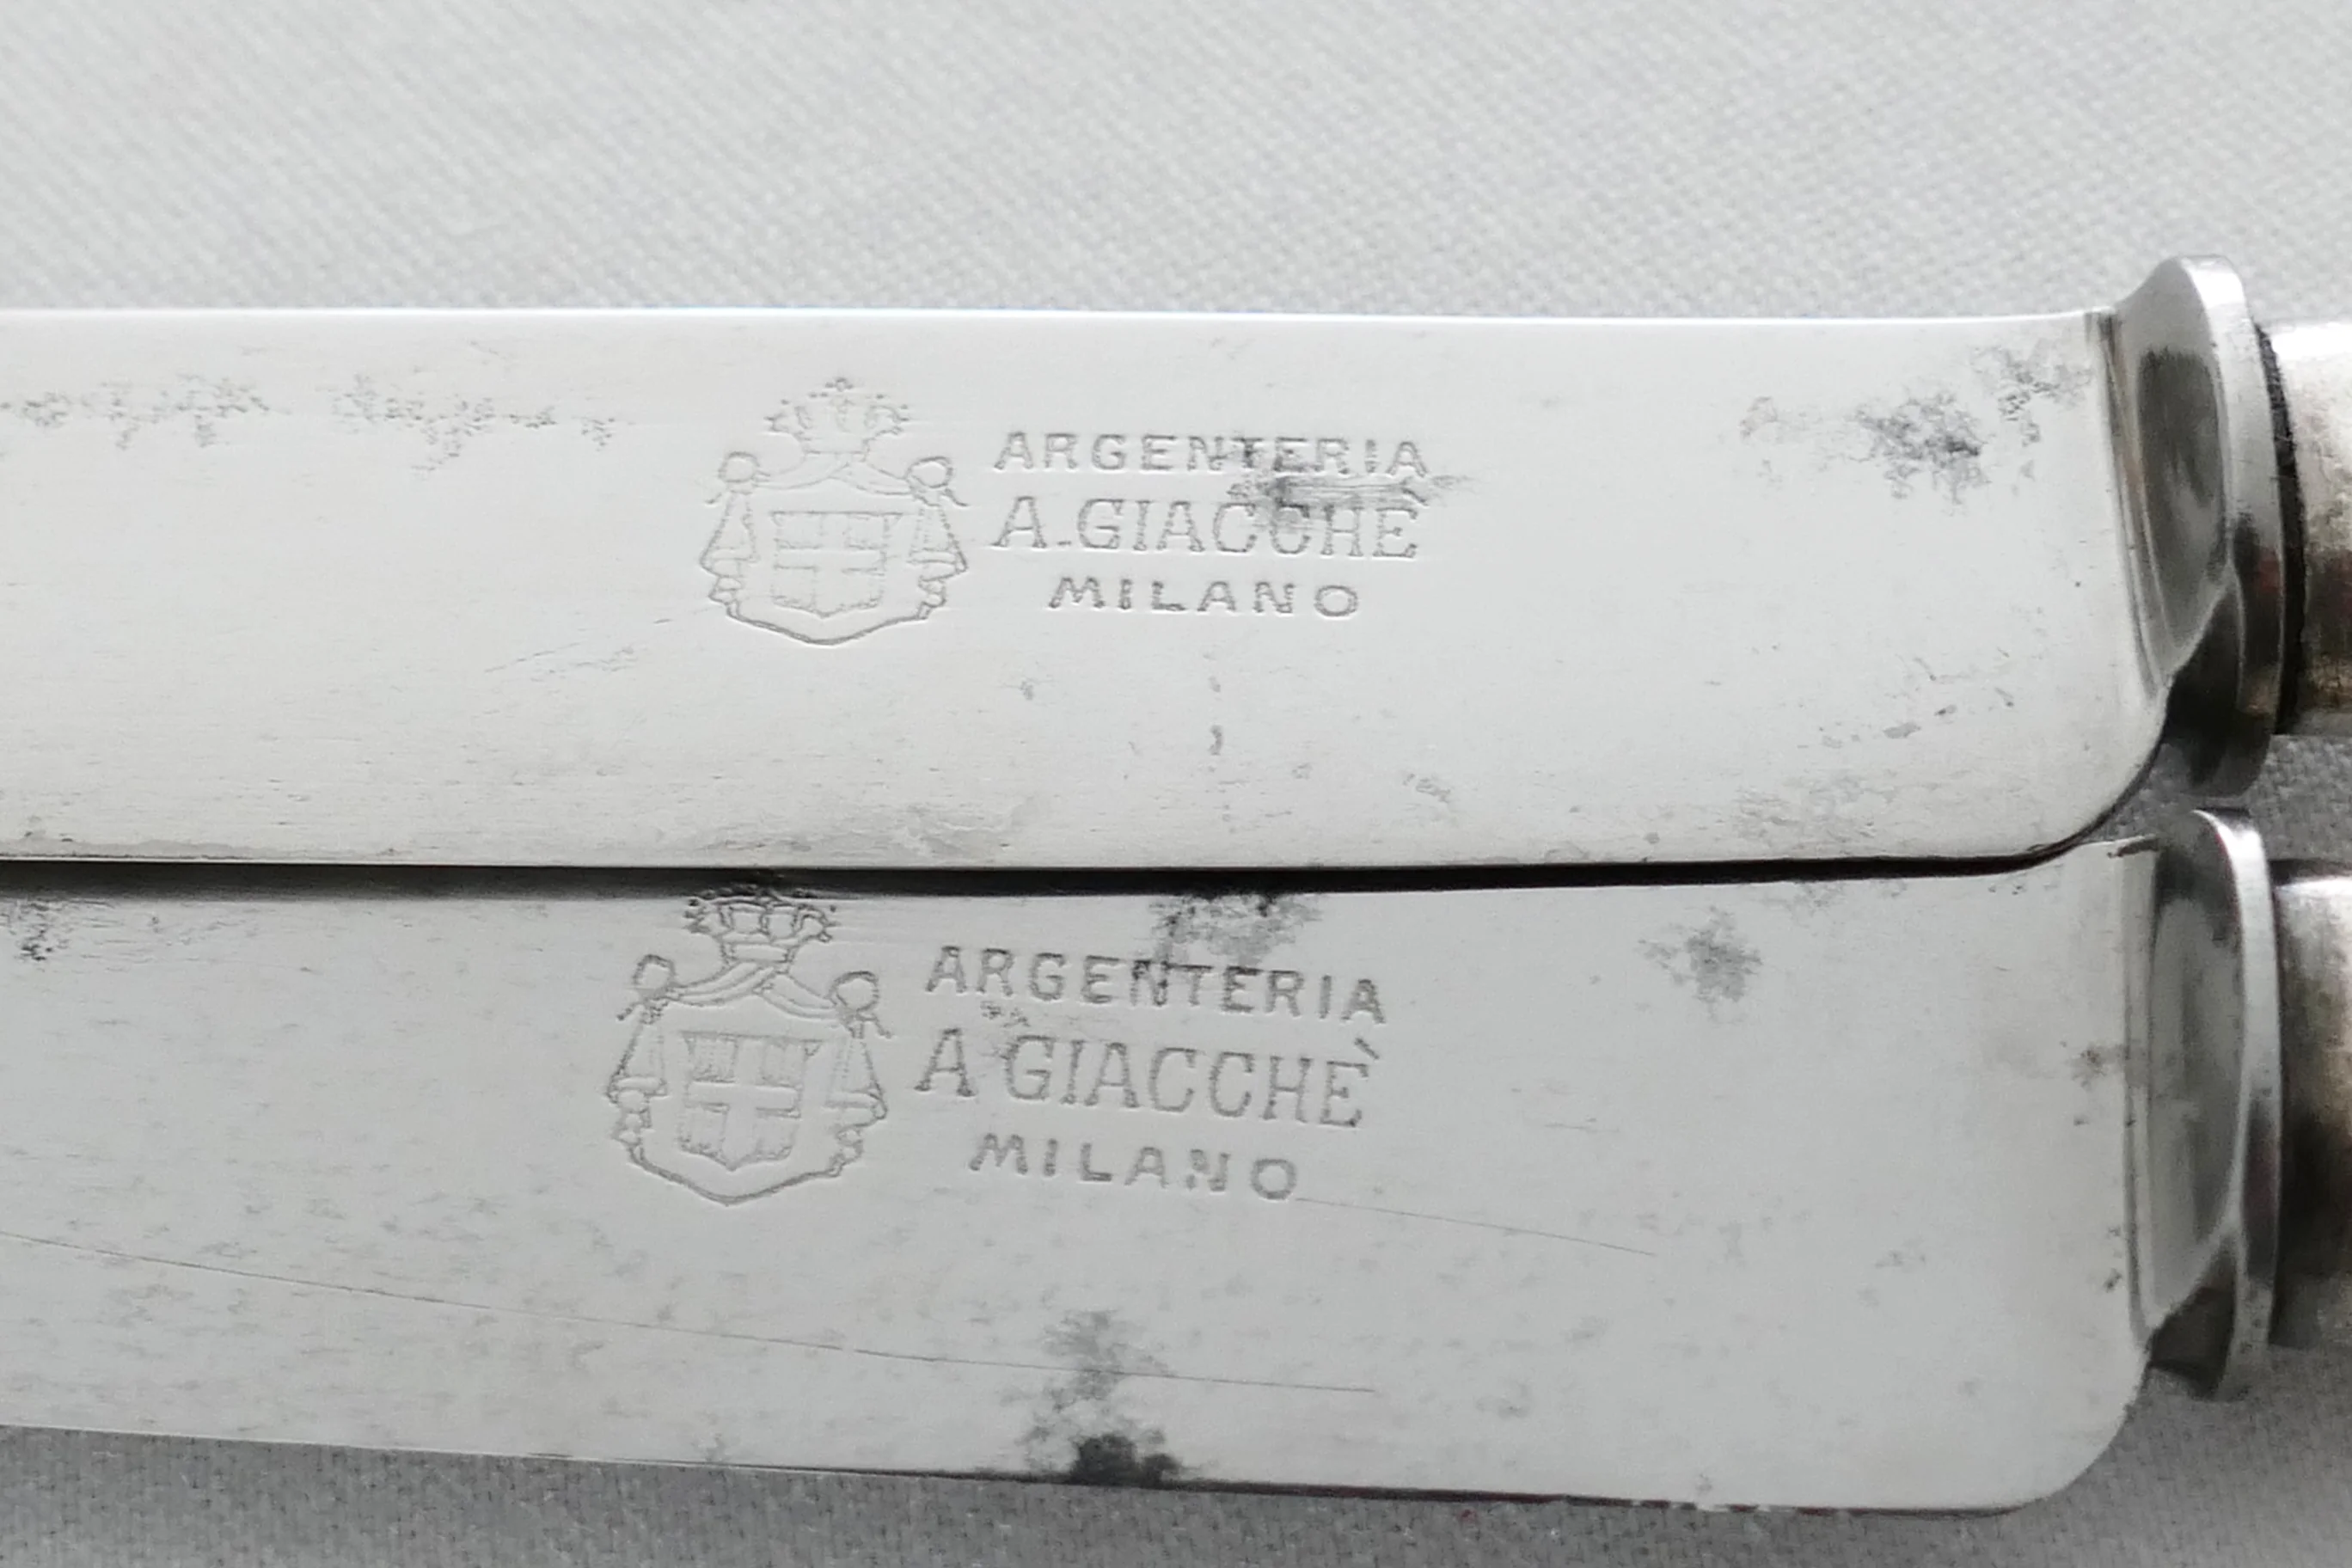 ARGENTERIA
A.GIACCHÈ
MILANO
ARGENTERIA
A GIACCHÈ
MILANO